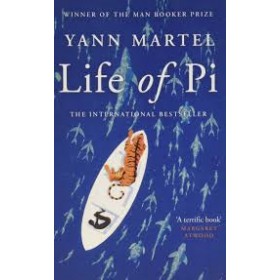 WINNER OF THE MAN BOOKER PRIZE
YANN MARTEL
Life of Pi
THE INTERNATIONAL BESTSELLER
'A terrific book'
MARGARET
ATWOOD